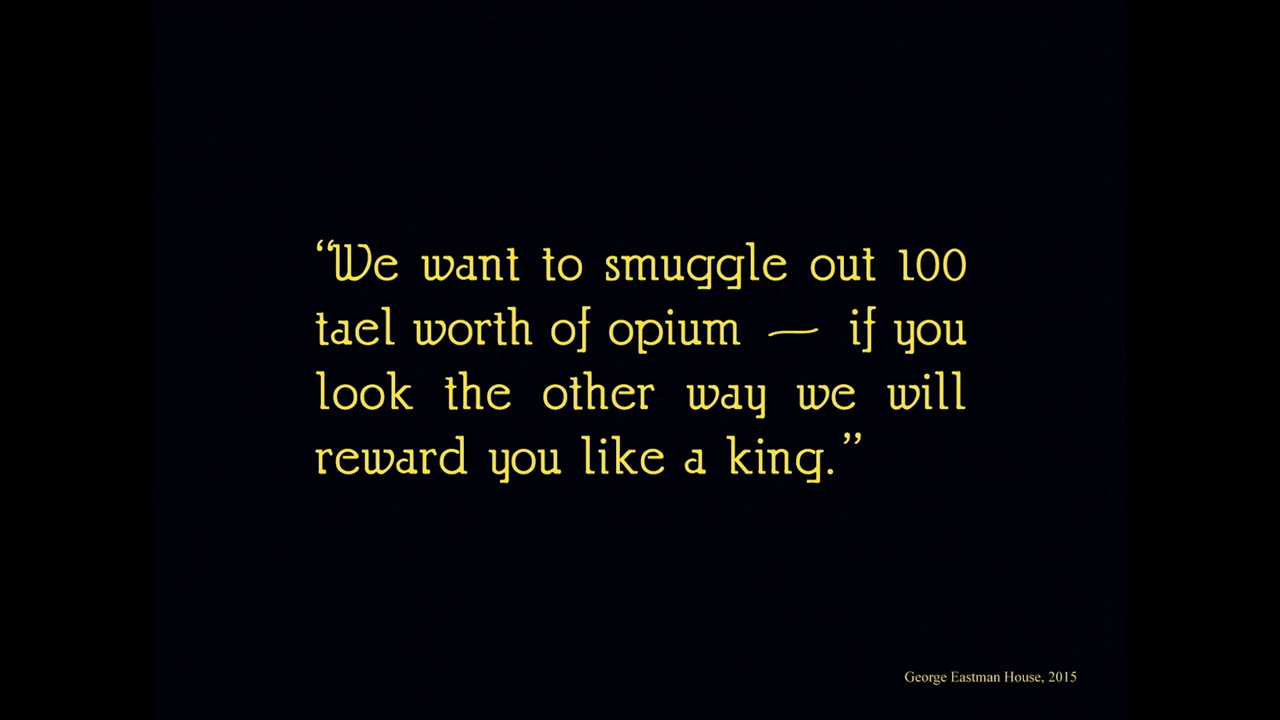 “We want to smuggle out 100
tael worth of opium — if you
look the other way we will
reward you like a king.”
George Eastman House, 2015